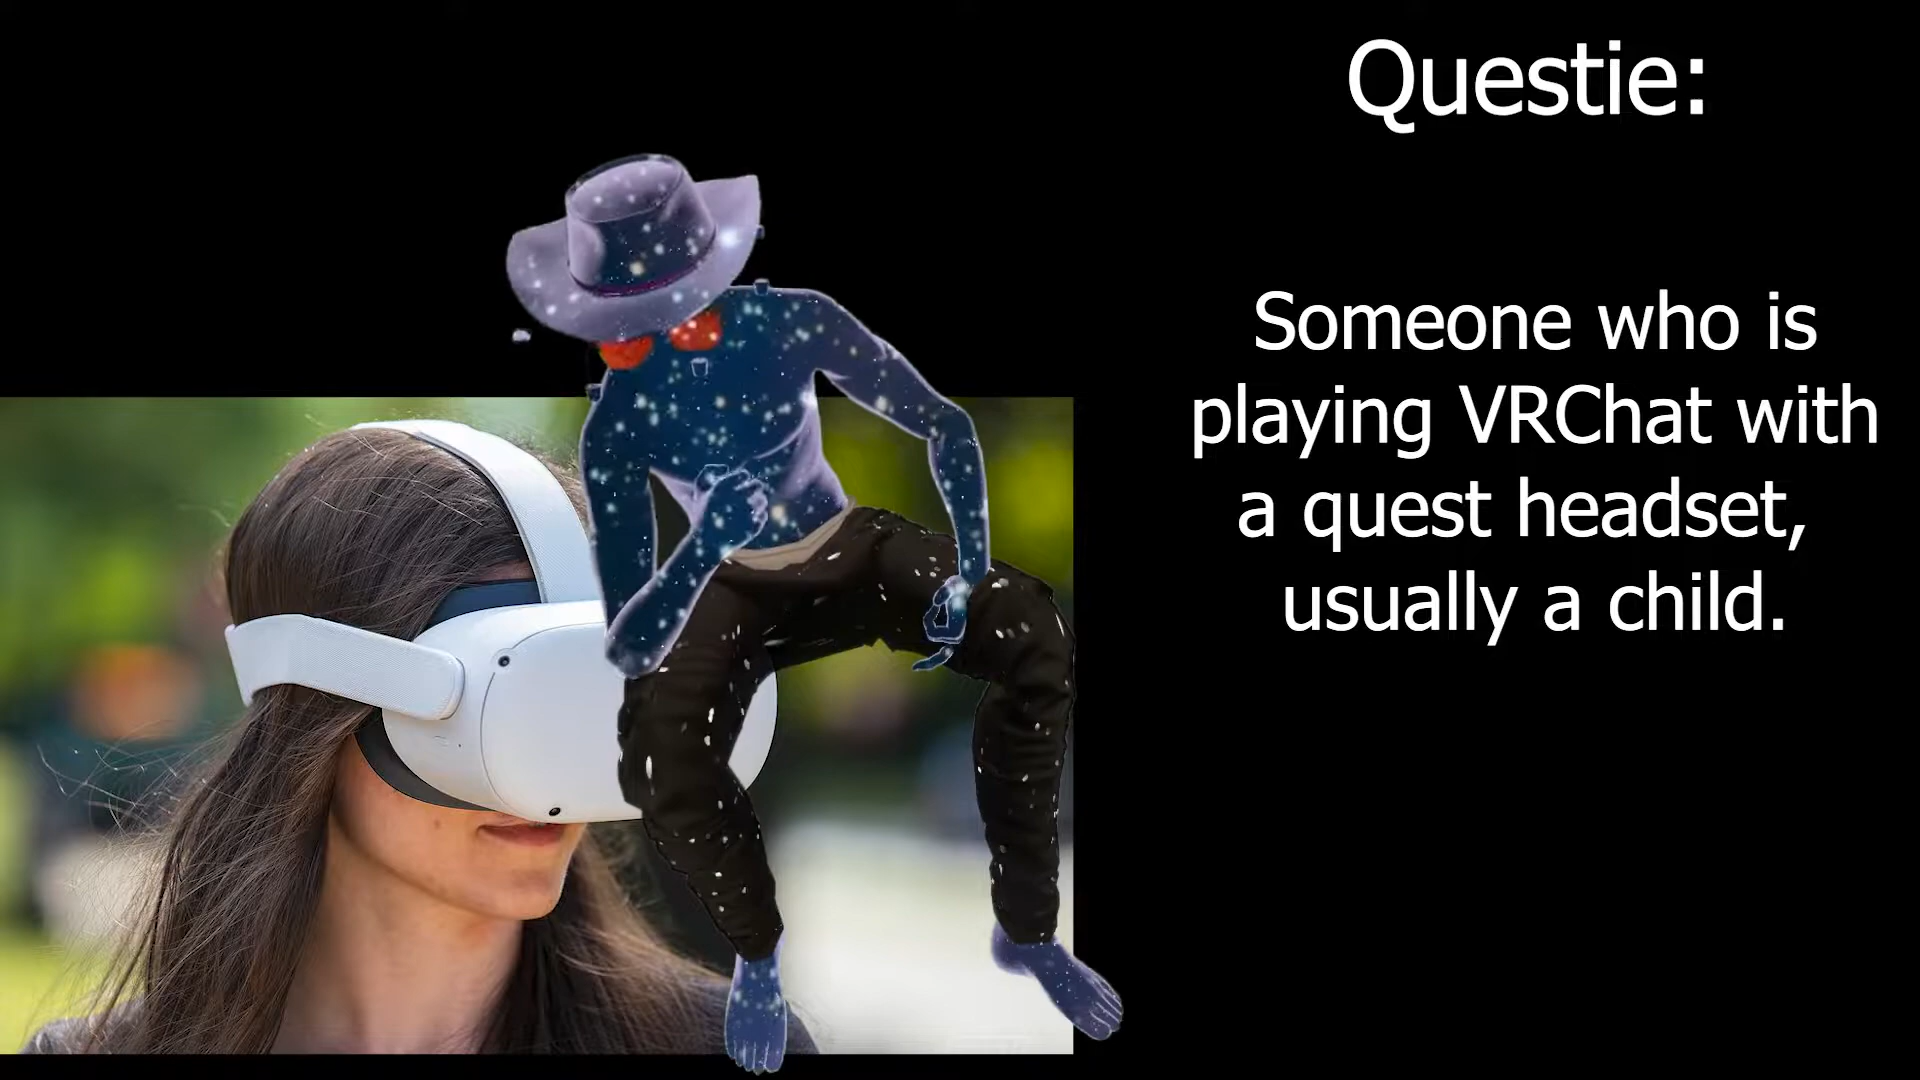 Questie:
Someone who is
playing VRChat with
a quest headset,
usually a child.